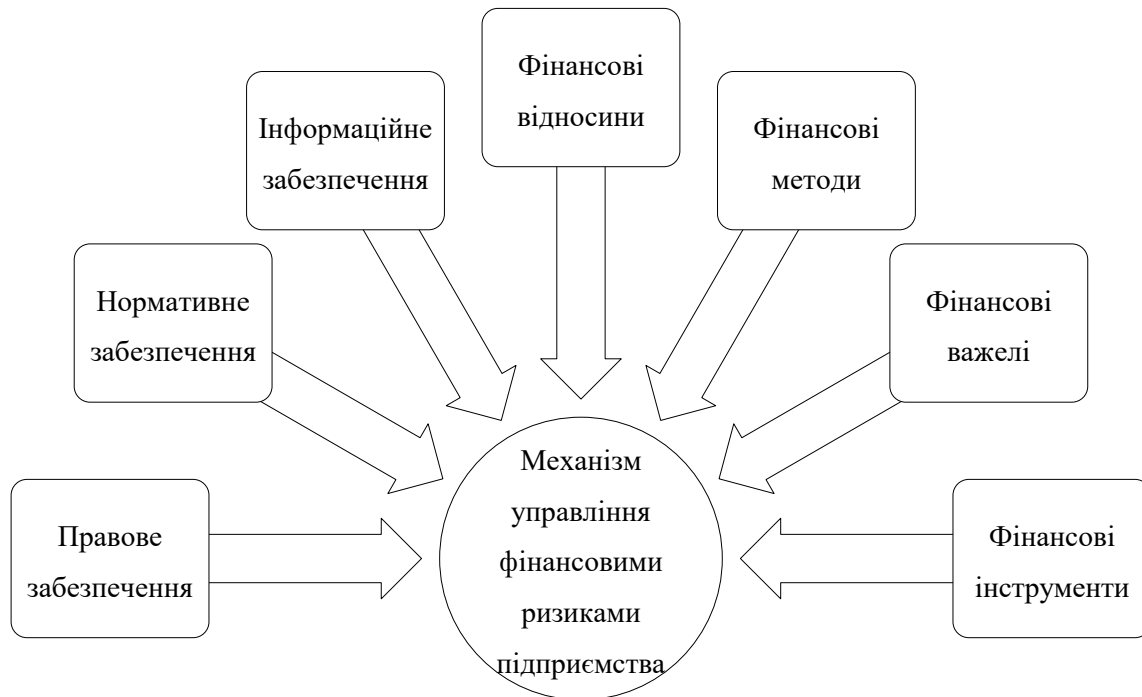 Фінансові
відносини
Інформаційне
забезпечення
Фінансові
методи
Нормативне
забезпечення
Фінансові
важелі
Правове
забезпечення
Механізм
управління
фінансовими
ризиками
підприємства
Фінансові
інструменти